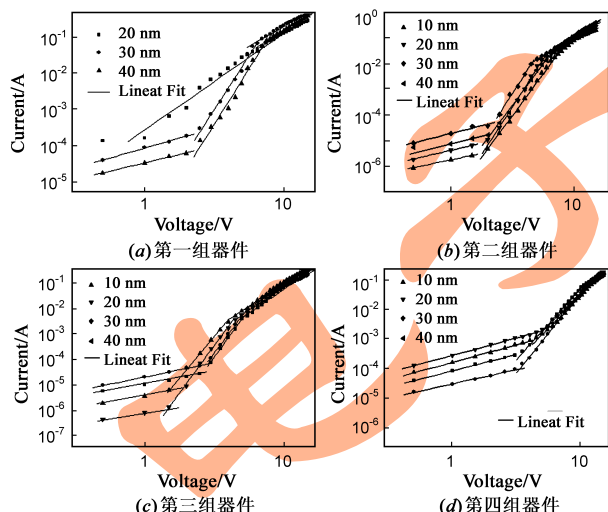 Current/A
10⁻¹
10⁻²
10⁻³
10⁻⁴
10⁻⁵
20 nm
30 nm
40 nm
Lineat Fit
1
10
Voltage/V
(a)第一组器件
Current/A
10⁰
10⁻²
10⁻⁴
10⁻⁶
10 nm
20 nm
30 nm
40 nm
Lineat Fit
1
10
Voltage/V
(b)第二组器件
Current/A
10⁻¹
10⁻²
10⁻³
10⁻⁴
10⁻⁵
10⁻⁶
10⁻⁷
10 nm
20 nm
30 nm
40 nm
Lineat Fit
1
10
Voltage/V
(c)第三组器件
Current/A
10⁻¹
10⁻²
10⁻³
10⁻⁴
10⁻⁵
10⁻⁶
10 nm
20 nm
30 nm
40 nm
Lineat Fit
1
10
Voltage/V
(d)第四组器件